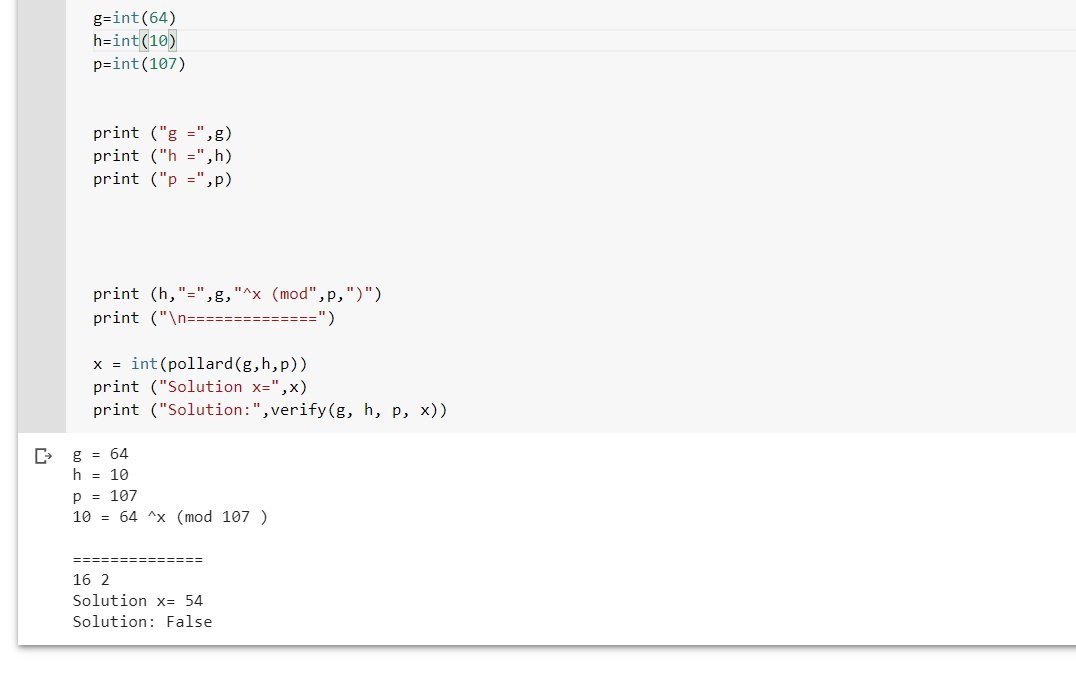 g=int(64)
h=int(10)
p=int(107)
print ("g =",g)
print ("h =",h)
print ("p =",p)
print (h,"=",g,"^x (mod",p,")")
print ("\n==============")
x = int(pollard(g,h,p))
print ("Solution x=",x)
print ("Solution:",verify(g, h, p, x))
g = 64
h = 10
p = 107
10 = 64 ^x (mod 107 )
==============
16 2
Solution x= 54
Solution: False